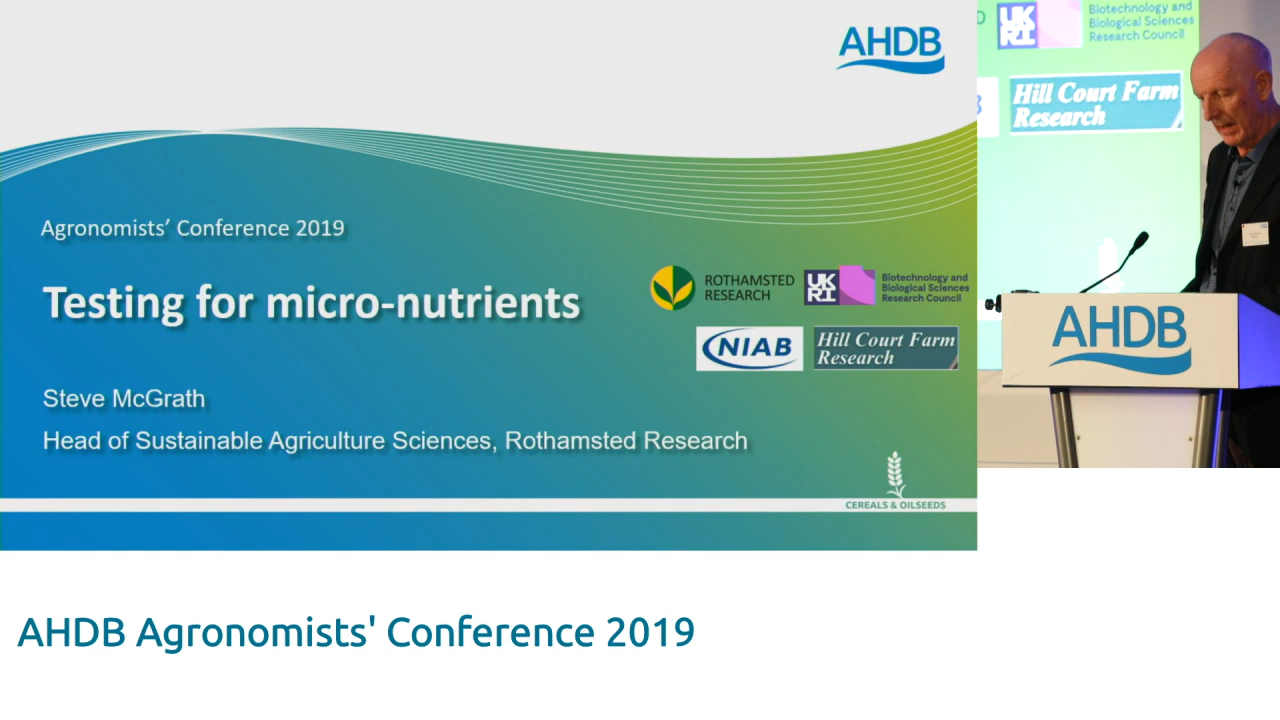 AHDB
Agronomists’ Conference 2019
Testing for micro-nutrients
ROTHAMSTED
RESEARCH
UK
RI
Biotechnology and
Biological Sciences
Research Council
NIAB
Hill Court Farm
Research
Steve McGrath
Head of Sustainable Agriculture Sciences, Rothamsted Research
CEREALS & OILSEEDS
UK
RI
Biotechnology and
Biological Sciences
Research Council
Hill Court Farm
Research
AHDB
AHDB Agronomists' Conference 2019